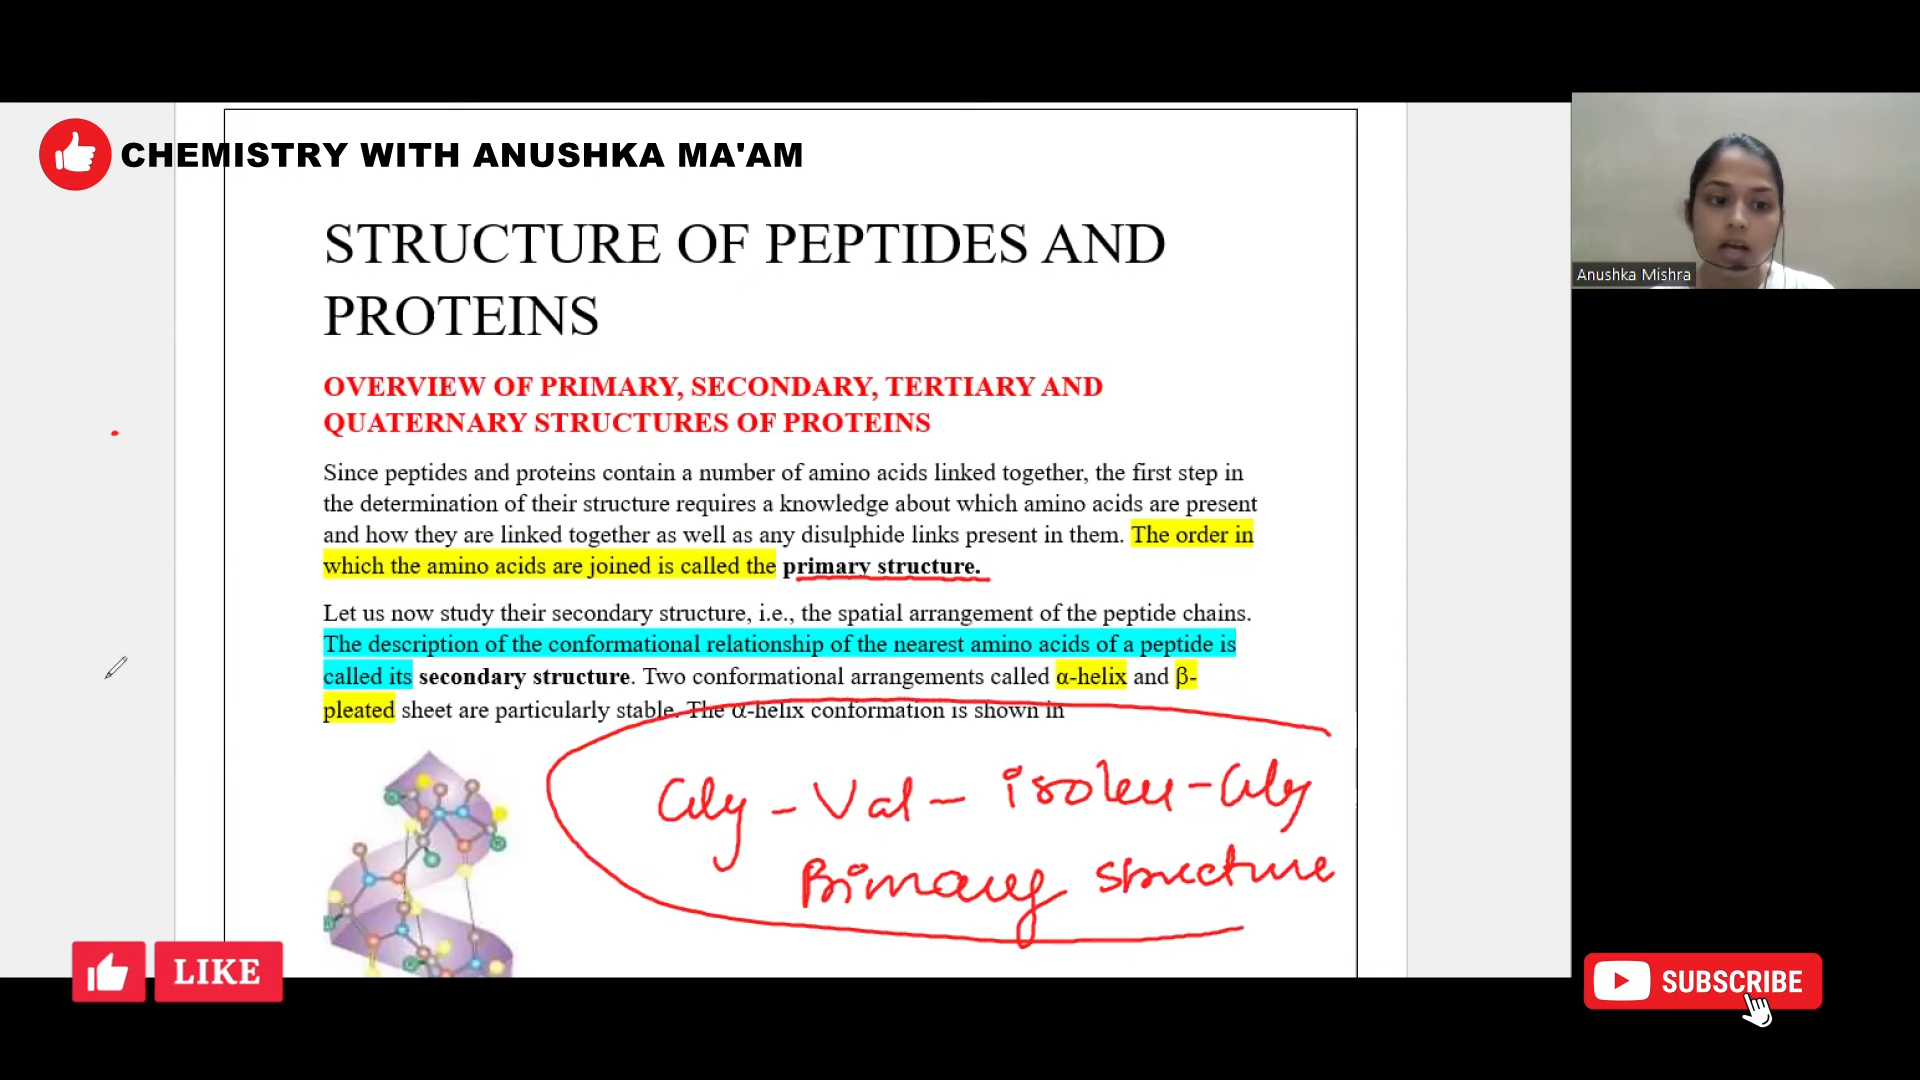 CHEMISTRY WITH ANUSHKA MA'AM
STRUCTURE OF PEPTIDES AND
PROTEINS
OVERVIEW OF PRIMARY, SECONDARY, TERTIARY AND
QUATERNARY STRUCTURES OF PROTEINS
Since peptides and proteins contain a number of amino acids linked together, the first step in
the determination of their structure requires a knowledge about which amino acids are present
and how they are linked together as well as any disulphide links present in them. The order in
which the amino acids are joined is called the primary structure.
Let us now study their secondary structure, i.e., the spatial arrangement of the peptide chains.
The description of the conformational relationship of the nearest amino acids of a peptide is
called its secondary structure. Two conformational arrangements called α-helix and β-
pleated sheet are particularly stable. The α-helix conformation is shown in
Gly - Val - isoleu - Gly
Primary structure
Anushka Mishra
LIKE
SUBSCRIBE